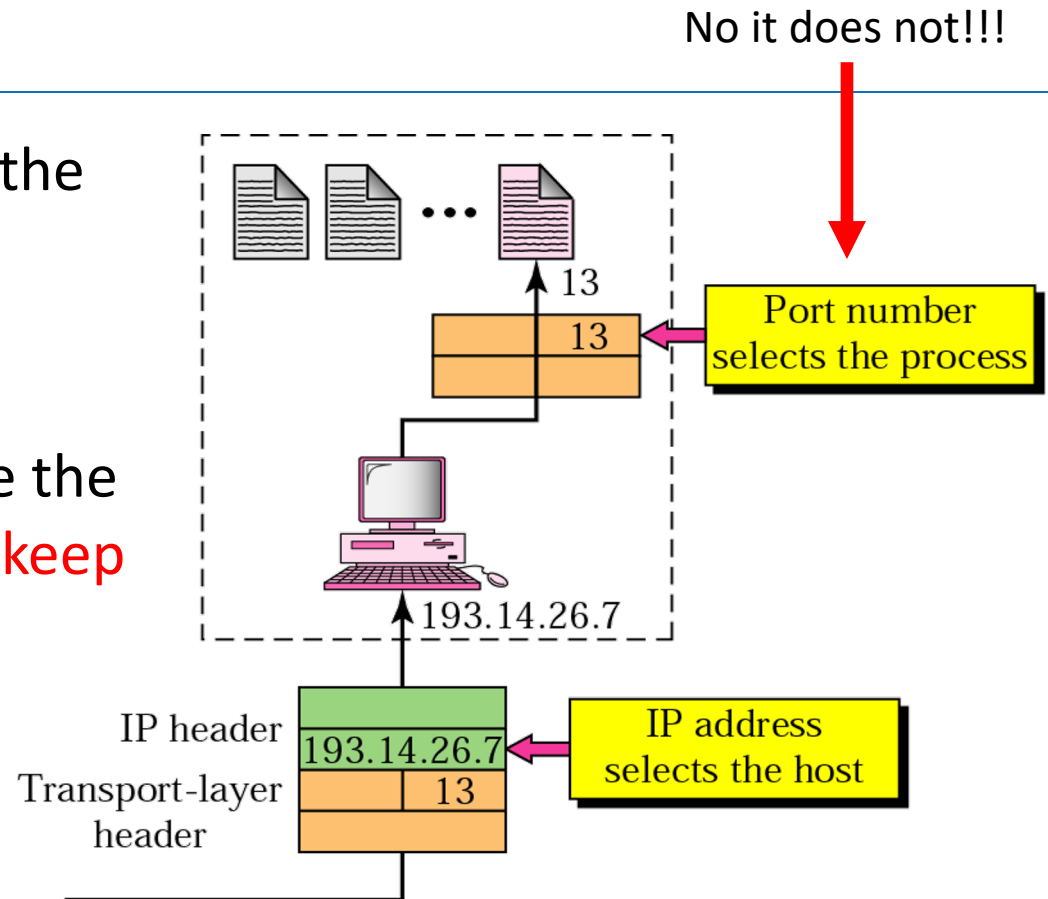 No it does not!!!
the
13
13
Port number
selects the process
e the
keep
193.14.26.7
IP header
193.14.26.7
IP address
selects the host
Transport-layer
header
13